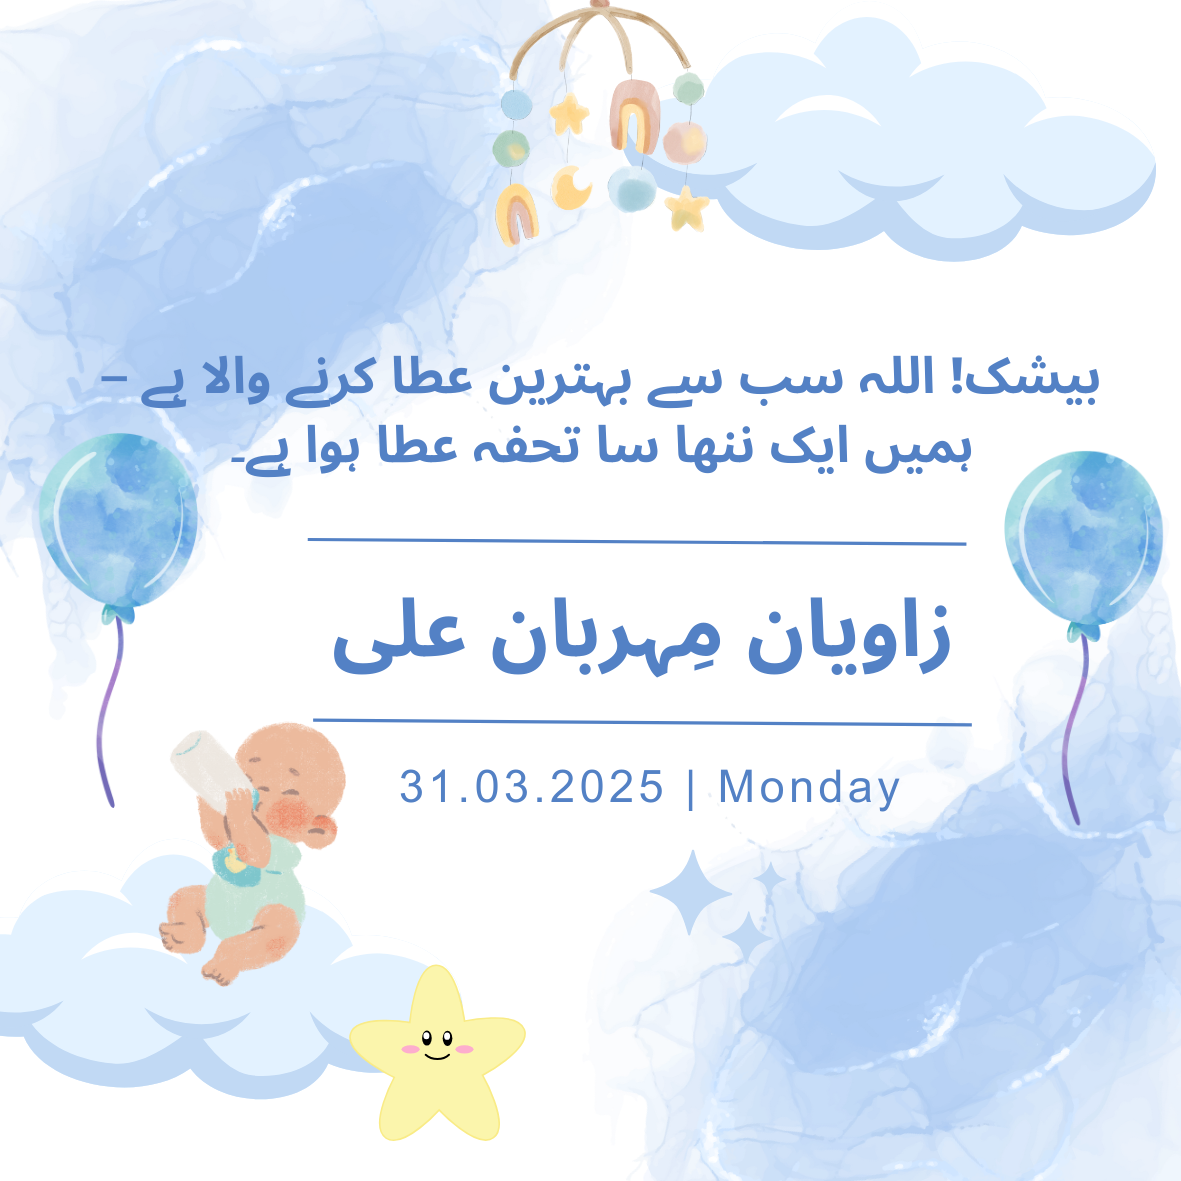 بیشک! اللہ سب سے بہترین عطا کرنے والا ہے –
ہمیں ایک ننھا سا تحفہ عطا ہوا ہے۔
زاویان مِہربان علی
31.03.2025 | Monday